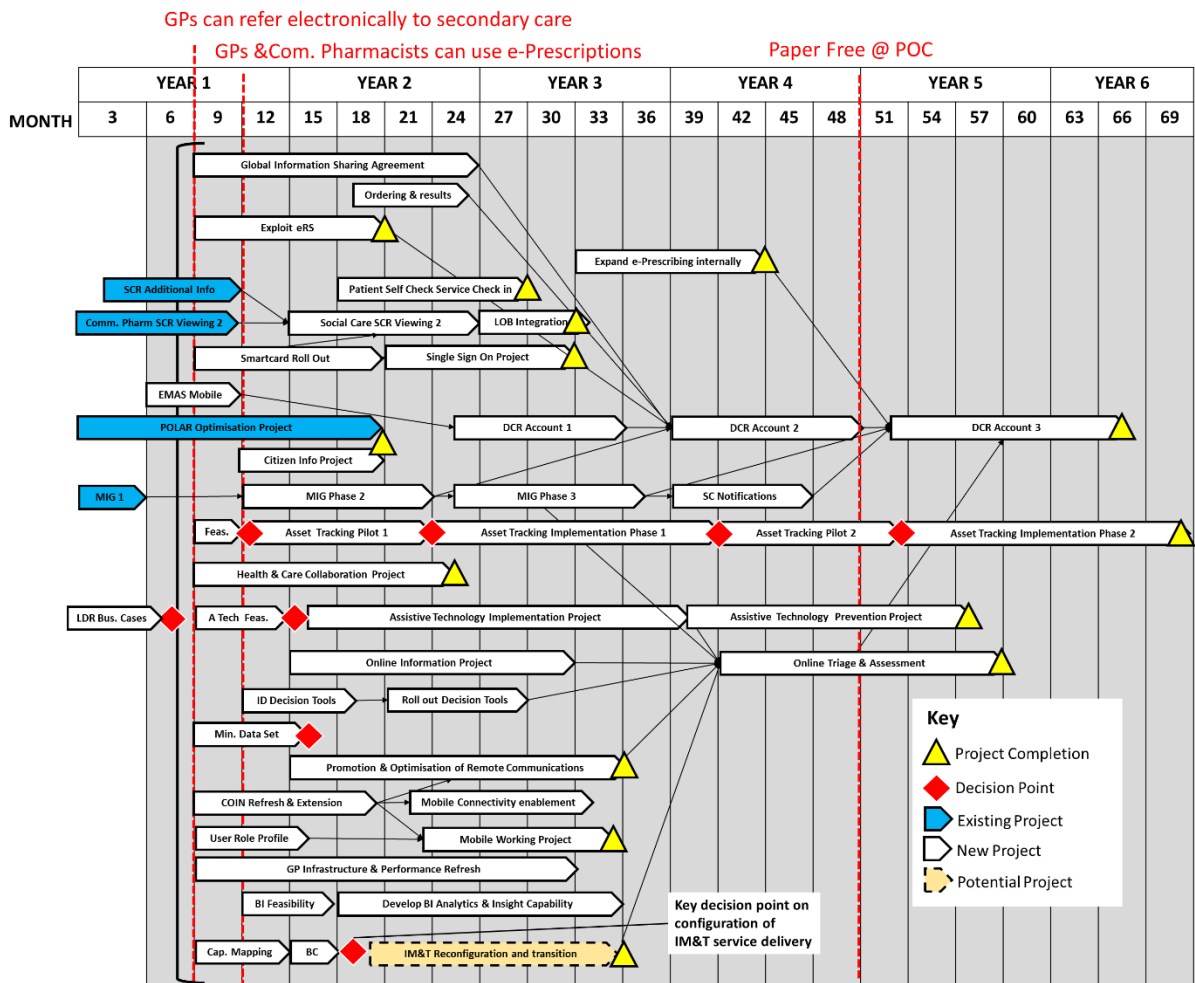 GPs can refer electronically to secondary care
GPs &Com. Pharmacists can use e-Prescriptions
Paper Free @ POC
YEAR 1 YEAR 2 YEAR 3 YEAR 4 YEAR 5 YEAR 6
MONTH 3 6 9 12 15 18 21 24 27 30 33 36 39 42 45 48 51 54 57 60 63 66 69
Global Information Sharing Agreement
Ordering & results
Exploit eRS
Expand e-Prescribing internally
SCR Additional Info
Patient Self Check Service Check in
Comm. Pharm SCR Viewing 2
Social Care SCR Viewing 2
LOB Integration
Smartcard Roll Out
Single Sign On Project
EMAS Mobile
POLAR Optimisation Project
DCR Account 1
DCR Account 2
DCR Account 3
Citizen Info Project
MIG 1
MIG Phase 2
MIG Phase 3
SC Notifications
Feas.
Asset Tracking Pilot 1
Asset Tracking Implementation Phase 1
Asset Tracking Pilot 2
Asset Tracking Implementation Phase 2
Health & Care Collaboration Project
LDR Bus. Cases
A Tech Feas.
Assistive Technology Implementation Project
Assistive Technology Prevention Project
Online Information Project
Online Triage & Assessment
ID Decision Tools
Roll out Decision Tools
Min. Data Set
Promotion & Optimisation of Remote Communications
COIN Refresh & Extension
Mobile Connectivity enablement
User Role Profile
Mobile Working Project
GP Infrastructure & Performance Refresh
BI Feasibility
Develop BI Analytics & Insight Capability
Cap. Mapping
BC
IM&T Reconfiguration and transition
Key decision point on
configuration of
IM&T service delivery
Key
Project Completion
Decision Point
Existing Project
New Project
Potential Project